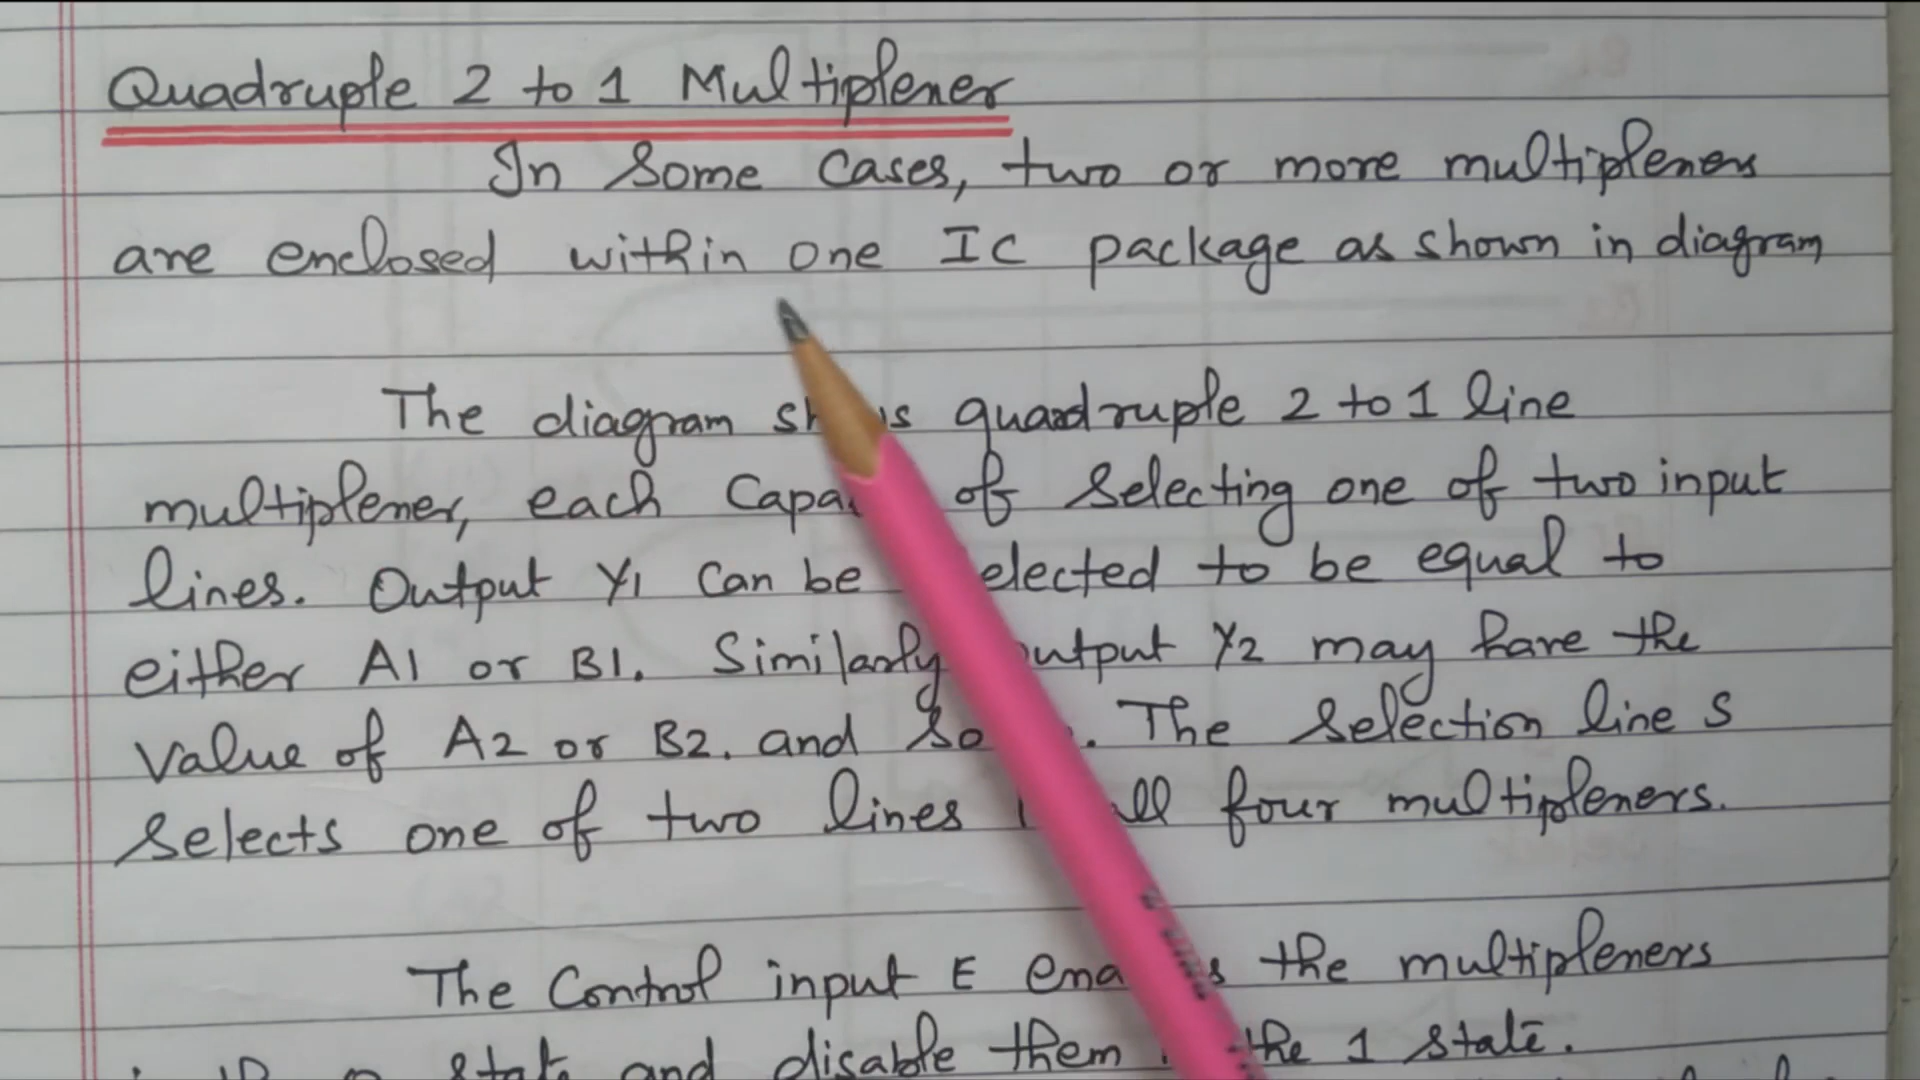 Quadruple 2 to 1 Multiplexer
In Some Cases, two or more multiplexers
are enclosed within one IC package as shown in diagram
The diagram quadruple 2 to 1 line
multiplexer, each of Selecting one of two input
lines. Output Y1 Can be to be equal to
either A1 or B1. Similarly Y2 may have the
Value of A2 or B2. and So The Selection line S
Selects one of two lines four multiplexers.
The Control input E the multiplexers
state and disable them the 1 state.